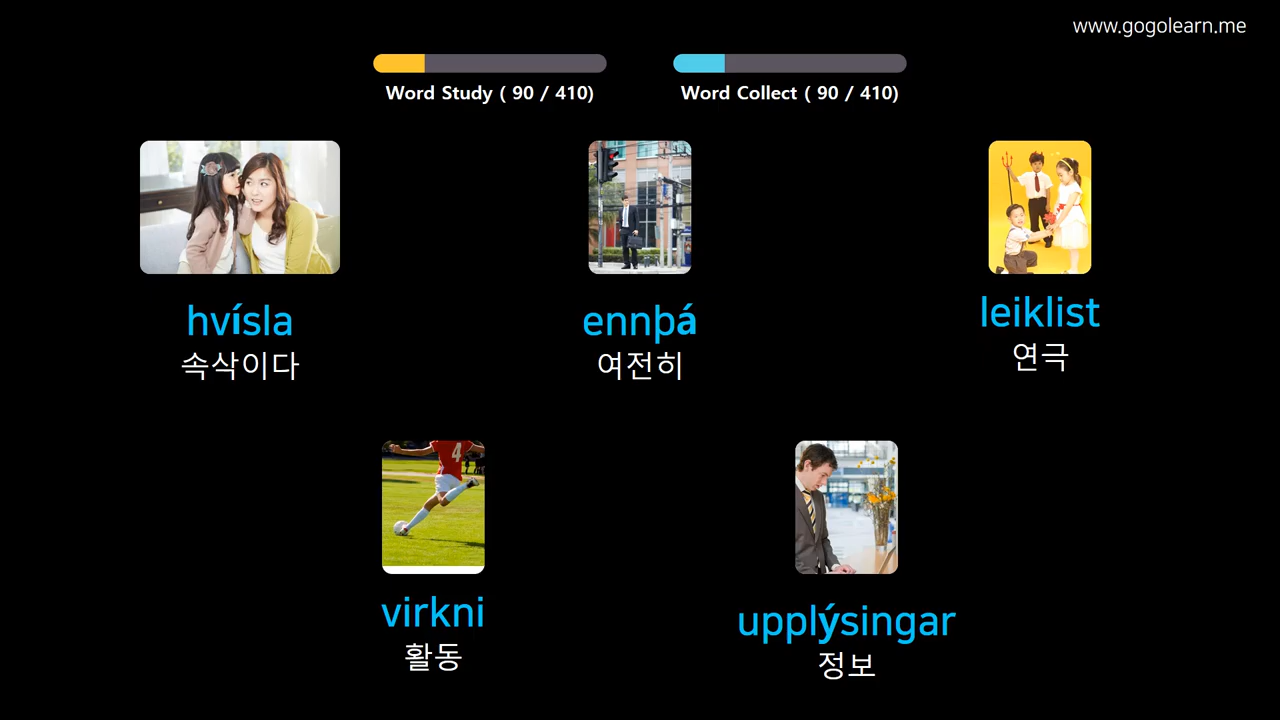 www.gogolearn.me
Word Study ( 90 / 410)
Word Collect ( 90 / 410)
hvísla
속삭이다
ennþá
여전히
leiklist
연극
4
virkni
활동
upplýsingar
정보